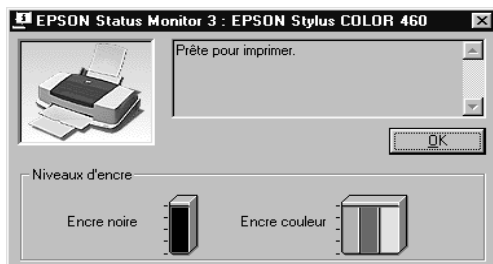 EPSON Status Monitor 3 : EPSON Stylus COLOR 460
Prête pour imprimer.
OK
Niveaux d'encre
Encre noire
Encre couleur